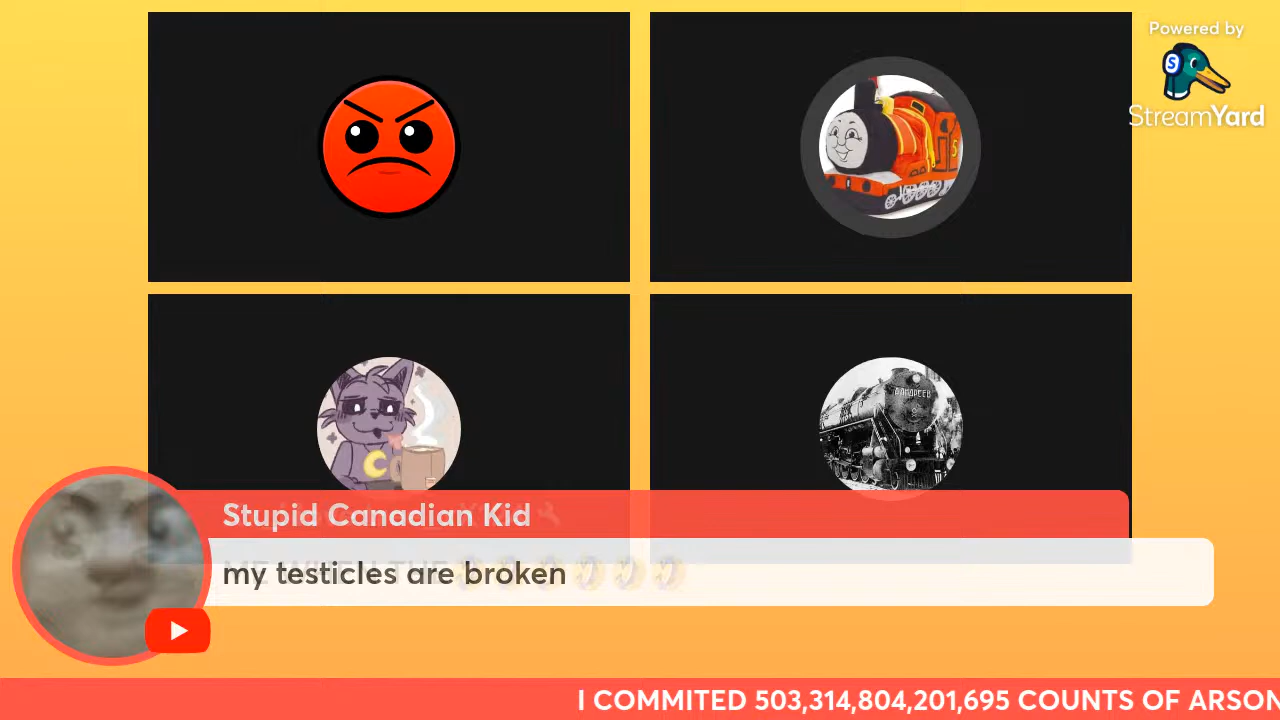 Powered by
S
StreamYard
5
Stupid Canadian Kid
my testicles are broken
I COMMITED 503,314,804,201,695 COUNTS OF ARSON